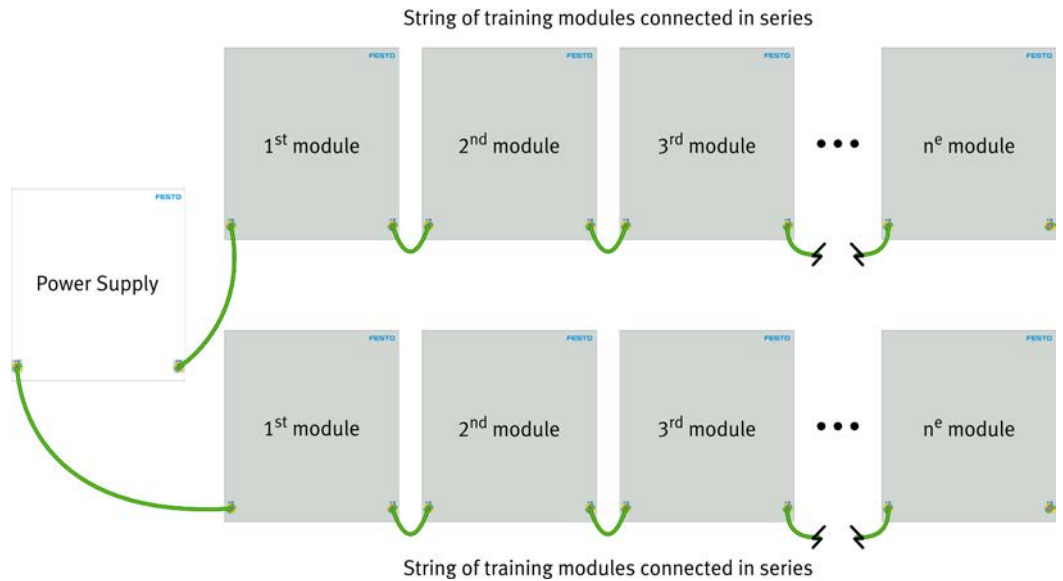 String of training modules connected in series
FESTO
FESTO
FESTO
FESTO
1st module
2nd module
3rd module
•••
nᵉ module
FESTO
Power Supply
FESTO
FESTO
FESTO
FESTO
1st module
2nd module
3rd module
•••
nᵉ module
String of training modules connected in series